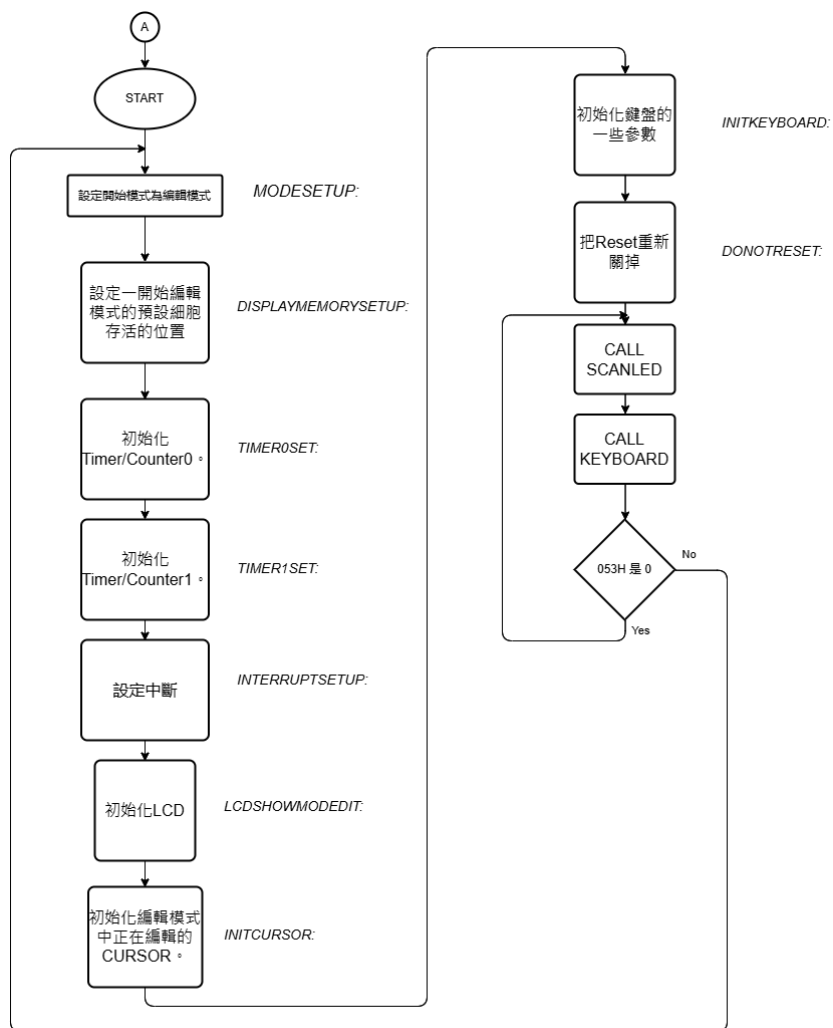 A
START
設定開始模式為編輯模式
MODESETUP:
設定一開始編輯
模式的預設細胞
存活的位置
DISPLAYMEMORYSETUP:
初始化
Timer/Counter0。
TIMER0SET:
初始化
Timer/Counter1。
TIMER1SET:
設定中斷
INTERRUPTSETUP:
初始化LCD
LCDSHOWMODEDIT:
初始化編輯模式
中正在編輯的
CURSOR。
INITCURSOR:
初始化鍵盤的
一些參數
INITKEYBOARD:
把Reset重新
關掉
DONOTRESET:
CALL
SCANLED
CALL
KEYBOARD
053H 是 0
No
Yes